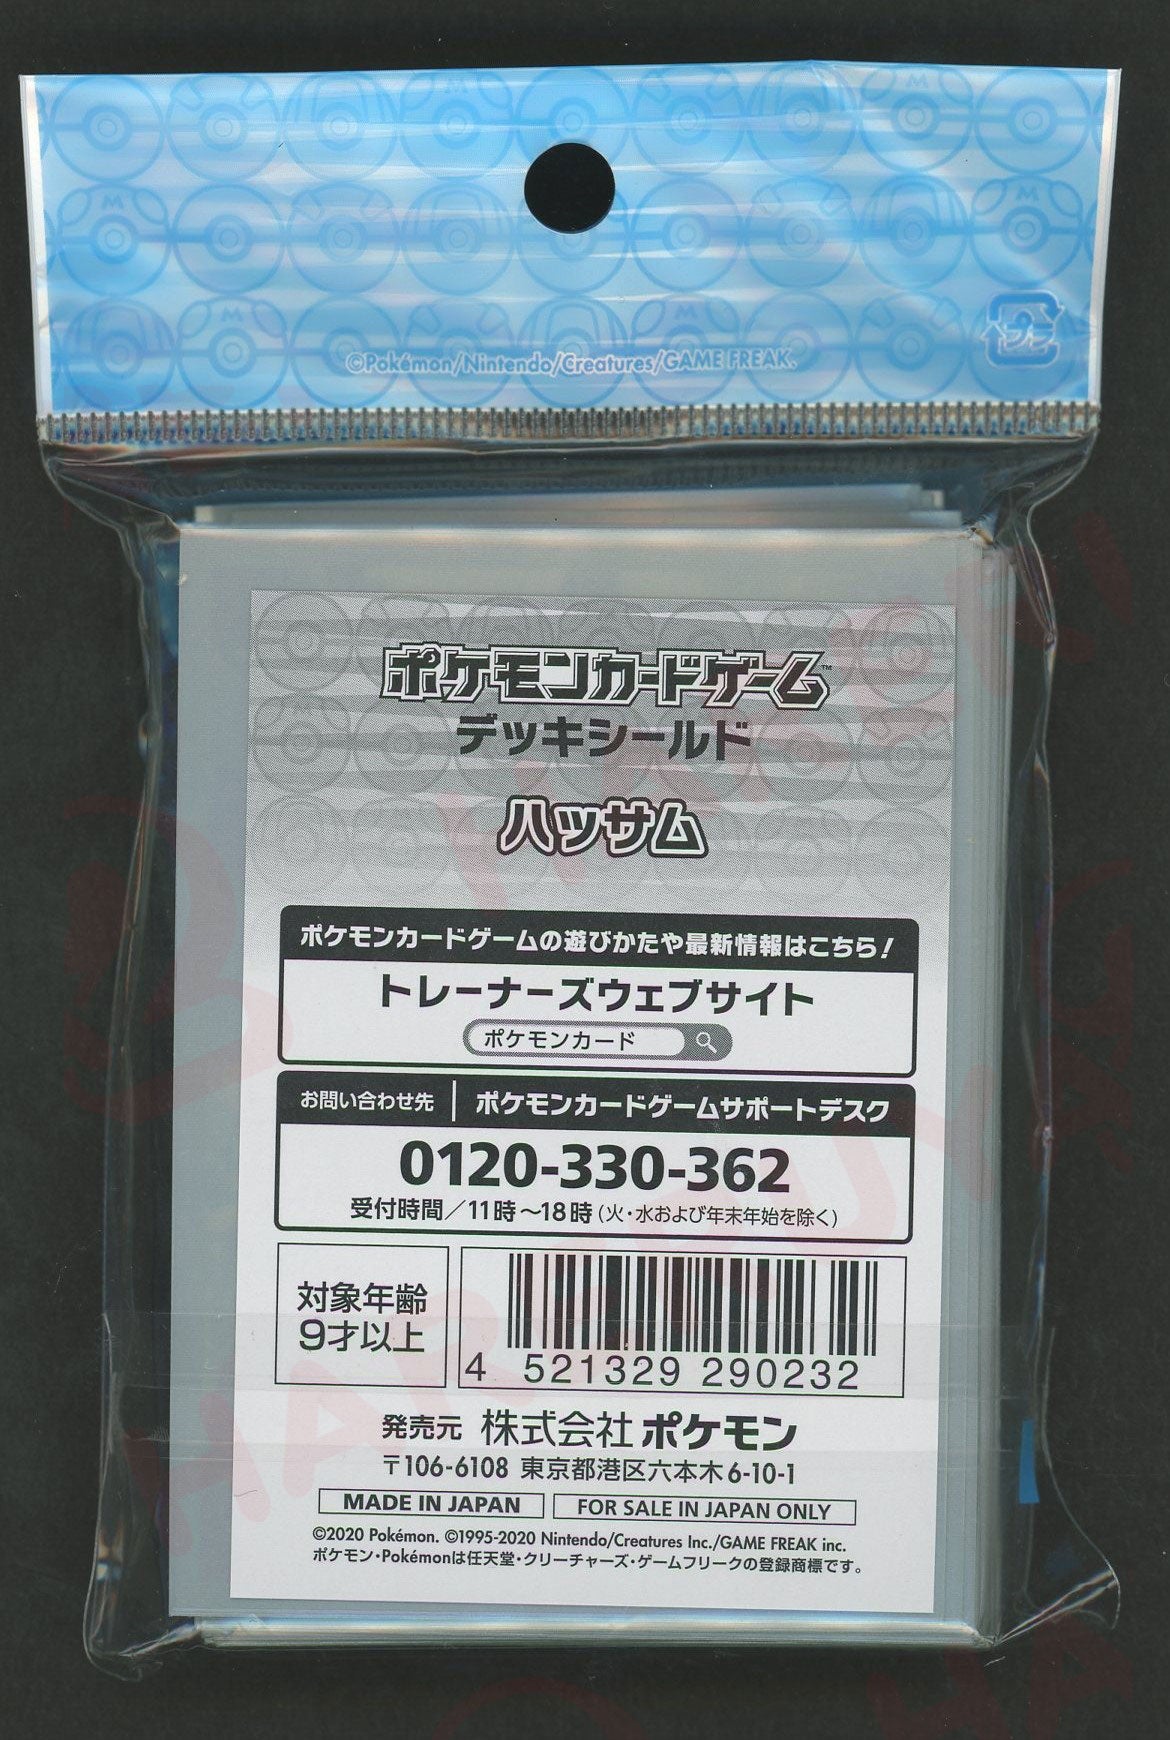 ©Pokémon/Nintendo/Creatures/GAME FREAK.
プラ
ポケモンカードゲーム™
デッキシールド
ハッサム
ポケモンカードゲームの遊びかたや最新情報はこちら!
トレーナーズウェブサイト
ポケモンカード
お問い合わせ先 ポケモンカードゲームサポートデスク
0120-330-362
受付時間/11時~18時(火・水および年末年始を除く)
対象年齢
9才以上
4 521329 290232
発売元 株式会社ポケモン
〒106-6108 東京都港区六本木6-10-1
MADE IN JAPAN FOR SALE IN JAPAN ONLY
©2020 Pokémon. ©1995-2020 Nintendo/Creatures Inc./GAME FREAK inc.
ポケモン・Pokémonは任天堂・クリーチャーズ・ゲームフリークの登録商標です。